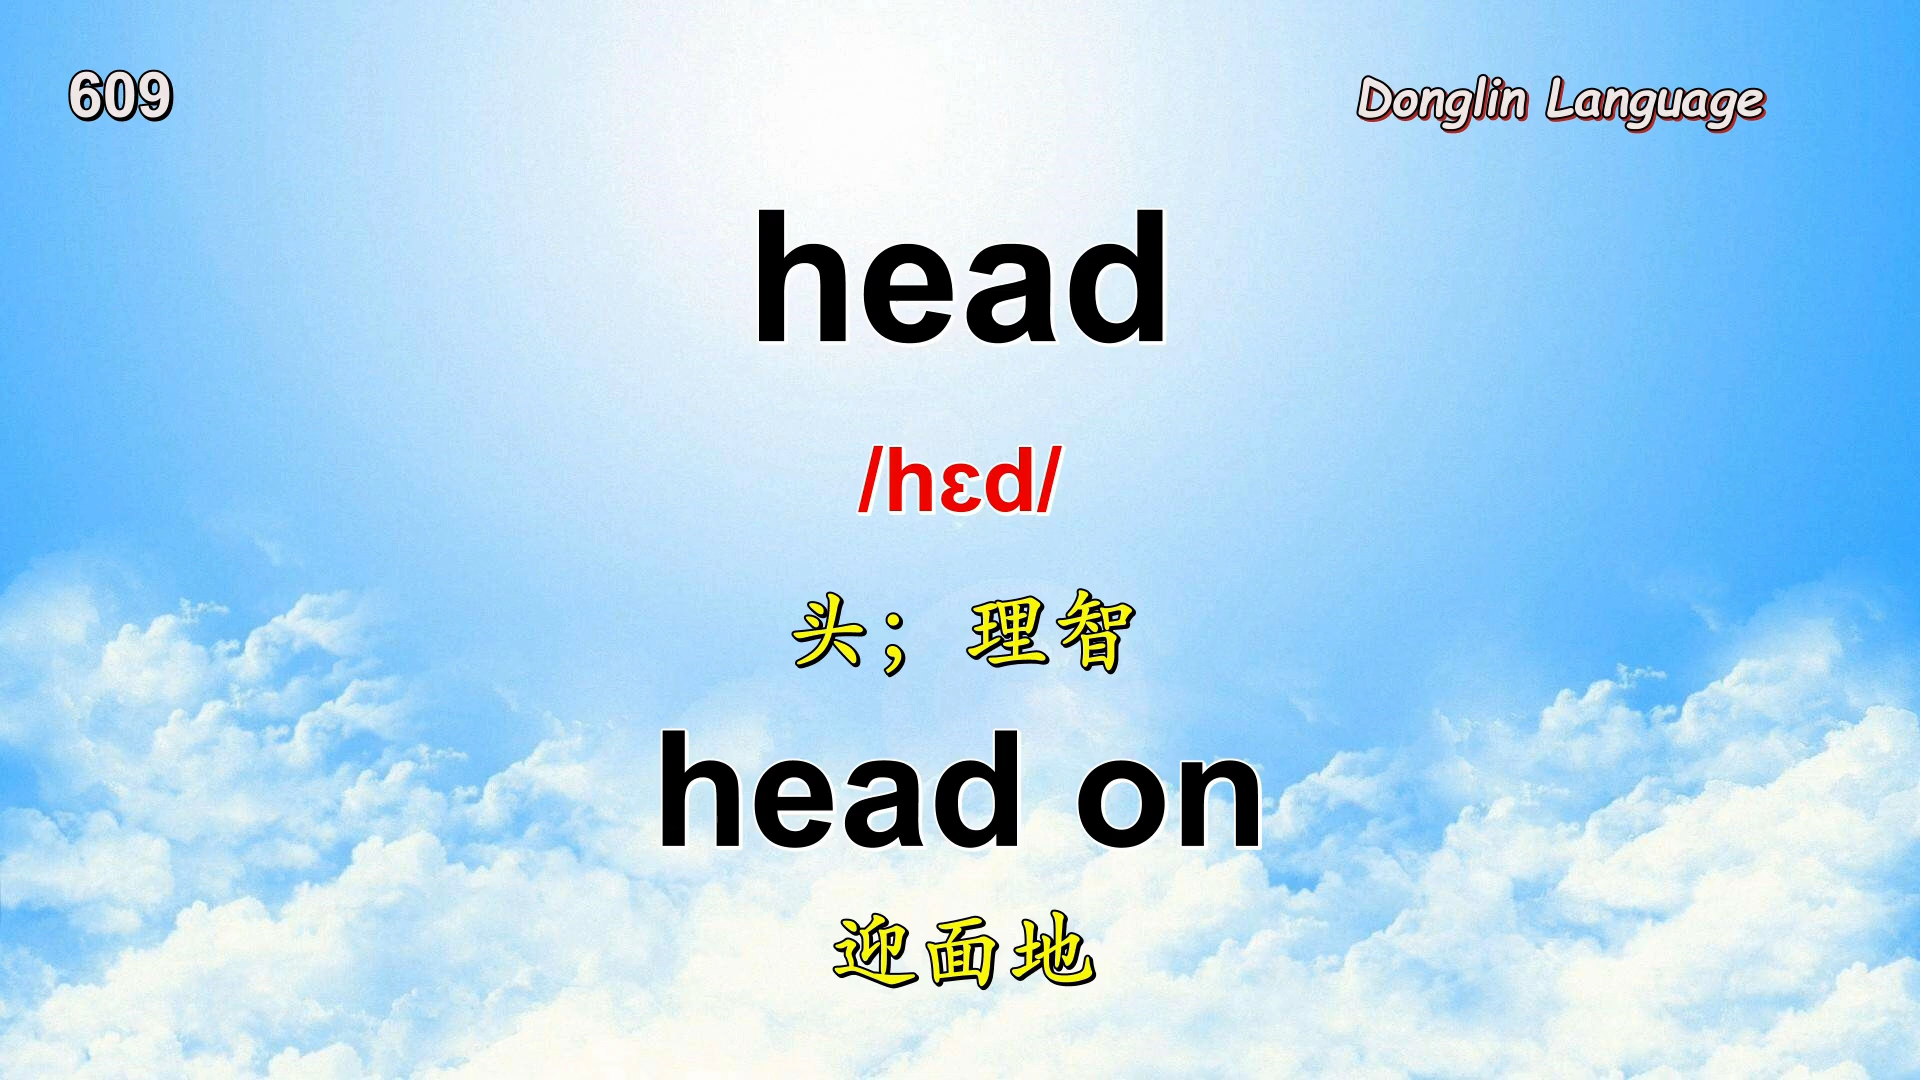 609
Donglin Language
head
/hɛd/
头；理智
head on
迎面地